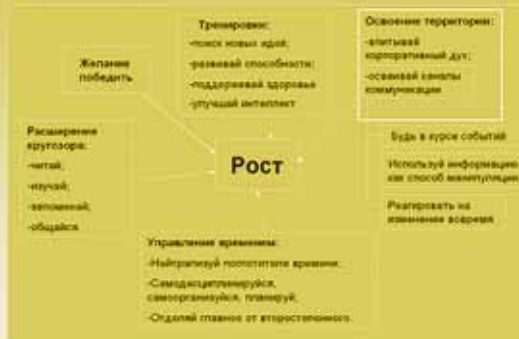 Тренировки:
-поиск новых идей;
-развивай способности;
-поддерживай здоровье
-улучшай интеллект
Освоение территории:
-впитывай
корпоративный дух;
-осваивай каналы
коммуникации
Желание
победить
Расширение
кругозора:
-читай;
-изучай;
-запоминай;
-общайся
Рост
Будь в курсе событий
Используй информацию
как способ манипуляции
Реагировать на
изменение вовремя
Управление временем:
-Нейтрализуй поглотители времени;
-Самодисциплинируйся,
самоорганизуйся, планируй;
-Отделяй главное от второстепенного.